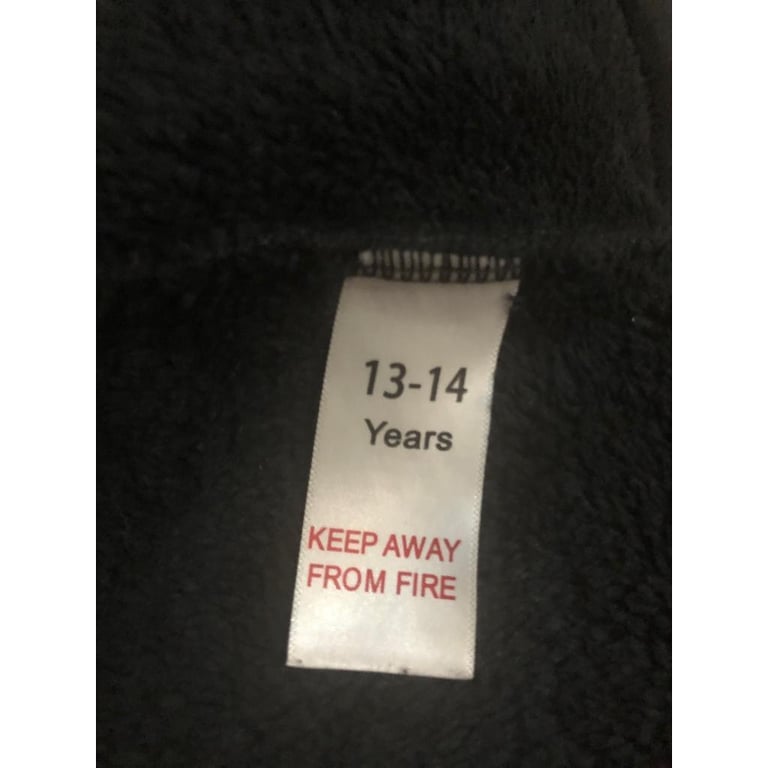 13-14
Years
KEEP AWAY
FROM FIRE